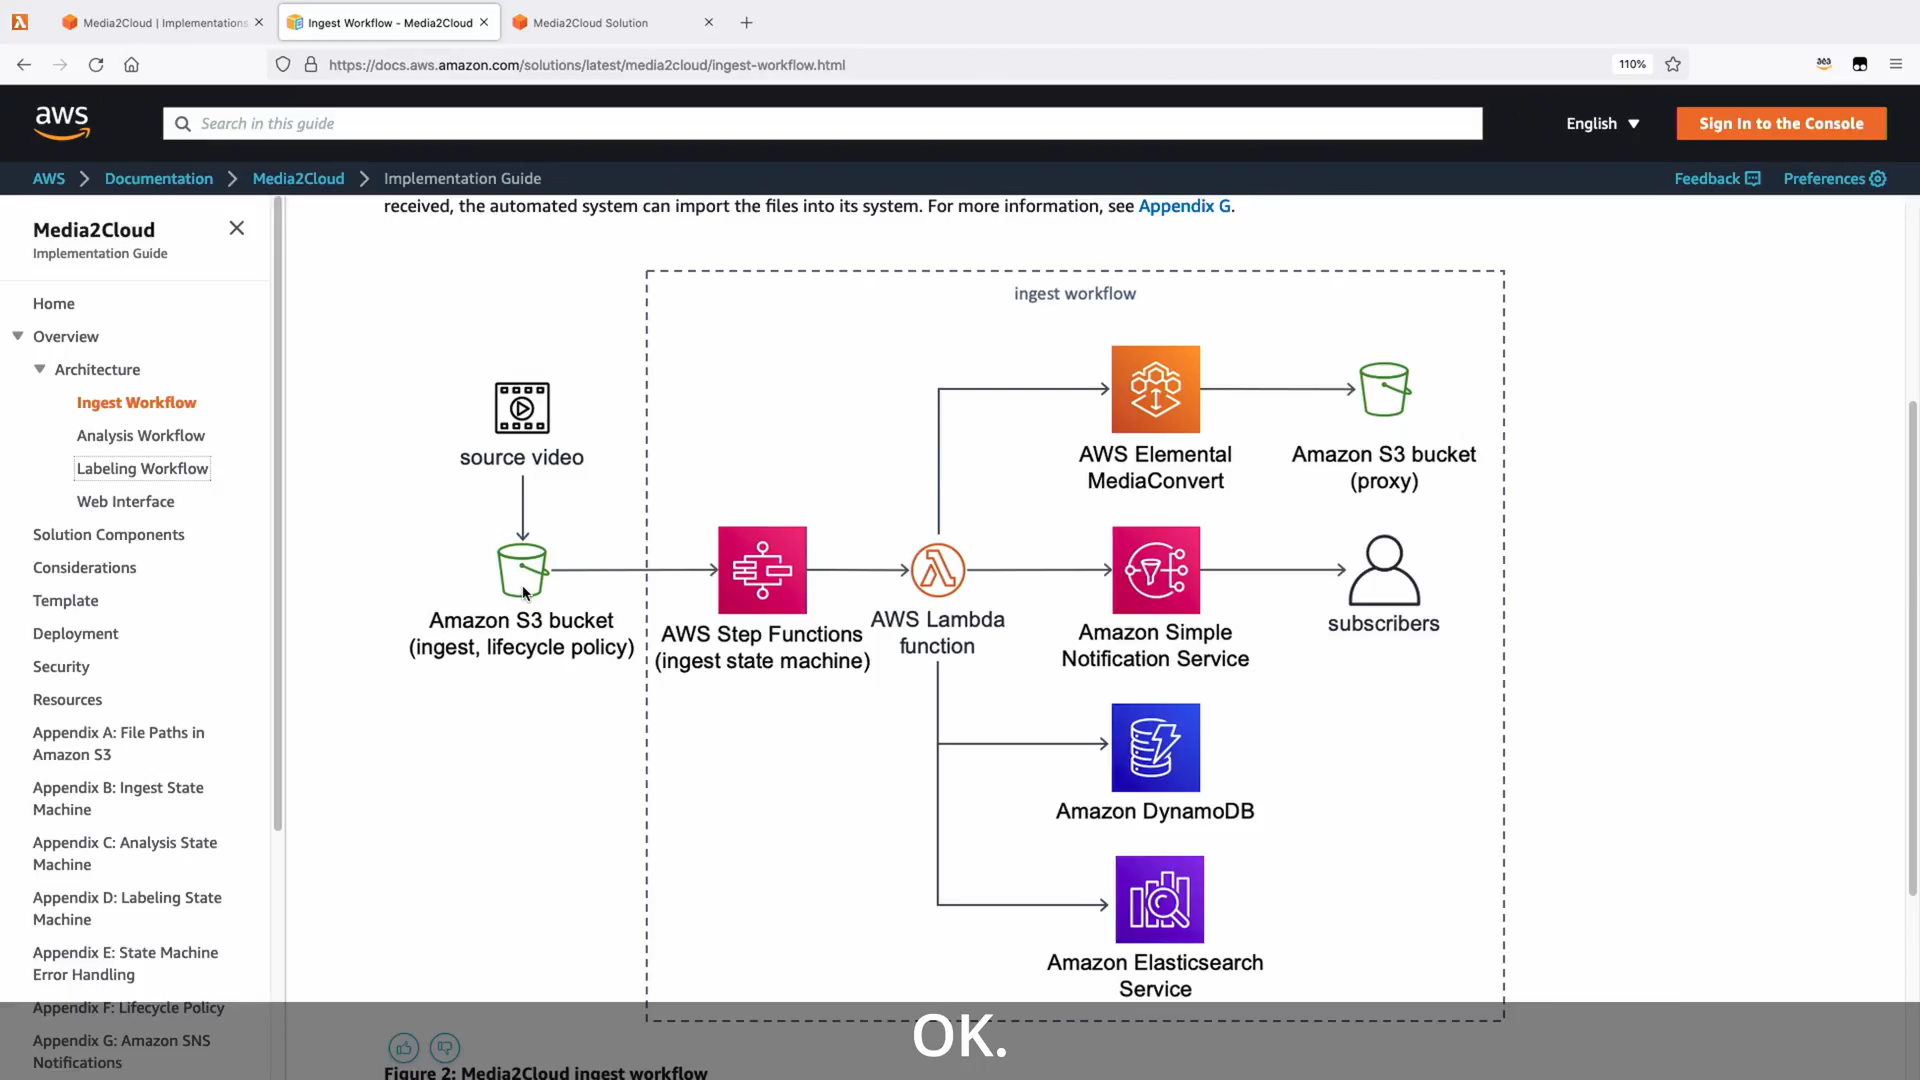 Media2Cloud | Implementations
Ingest Workflow - Media2Cloud
Media2Cloud Solution
https://docs.aws.amazon.com/solutions/latest/media2cloud/ingest-workflow.html
110%
aws
Search in this guide
English
Sign In to the Console
AWS
Documentation
Media2Cloud
Implementation Guide
Feedback
Preferences
Media2Cloud
Implementation Guide
Home
Overview
Architecture
Ingest Workflow
Analysis Workflow
Labeling Workflow
Web Interface
Solution Components
Considerations
Template
Deployment
Security
Resources
Appendix A: File Paths in
Amazon S3
Appendix B: Ingest State
Machine
Appendix C: Analysis State
Machine
Appendix D: Labeling State
Machine
Appendix E: State Machine
Error Handling
Appendix F: Lifecycle Policy
Appendix G: Amazon SNS
Notifications
received, the automated system can import the files into its system. For more information, see Appendix G.
ingest workflow
source video
Amazon S3 bucket
(ingest, lifecycle policy)
AWS Step Functions
(ingest state machine)
AWS Lambda
function
AWS Elemental
MediaConvert
Amazon S3 bucket
(proxy)
Amazon Simple
Notification Service
subscribers
Amazon DynamoDB
Amazon Elasticsearch
Service
Figure 2: Media2Cloud ingest workflow
OK.